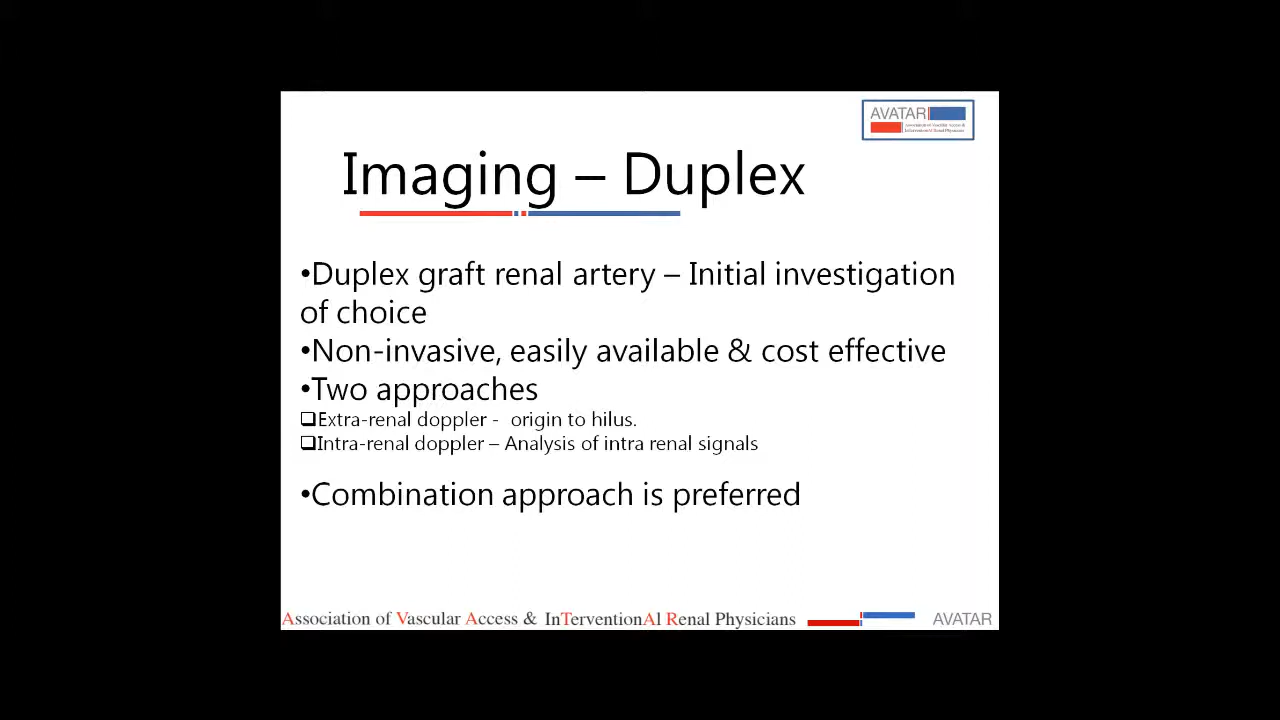 AVATAR
Imaging – Duplex
•Duplex graft renal artery – Initial investigation
of choice
•Non-invasive, easily available & cost effective
•Two approaches
❑Extra-renal doppler - origin to hilus.
❑Intra-renal doppler – Analysis of intra renal signals
•Combination approach is preferred
Association of Vascular Access & InTerventionAl Renal Physicians
AVATAR